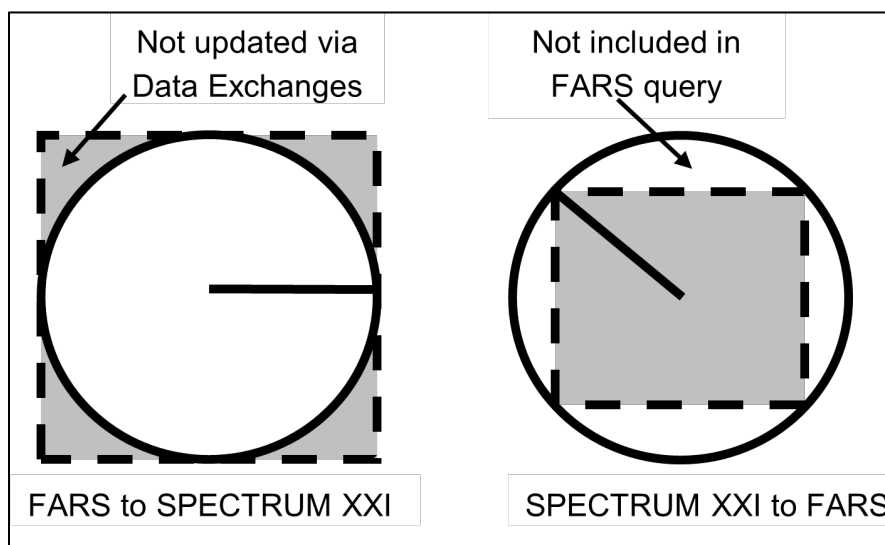 Not updated via
Data Exchanges
Not included in
FARS query
FARS to SPECTRUM XXI
SPECTRUM XXI to FARS